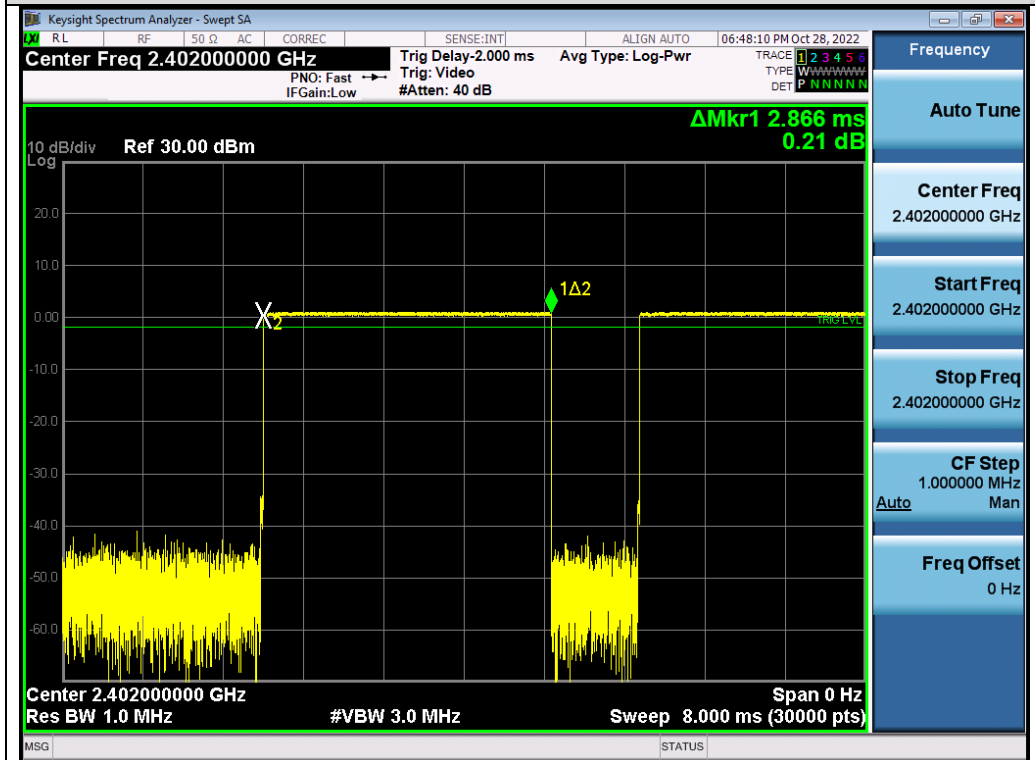 Keysight Spectrum Analyzer - Swept SA
LXI RL RF 50 Ω AC CORREC SENSE:INT ALIGN AUTO 06:48:10 PM Oct 28, 2022
Center Freq 2.402000000 GHz
PNO: Fast
IFGain:Low
Trig Delay-2.000 ms
Trig: Video
#Atten: 40 dB
Avg Type: Log-Pwr
TRACE 1 2 3 4 5 6
TYPE WWWWWWW
DET P N N N N N
ΔMkr1 2.866 ms
0.21 dB
10 dB/div Ref 30.00 dBm
Log
20.0
10.0
0.00
-10.0
-20.0
-30.0
-40.0
-50.0
-60.0
2
1Δ2
TRIG LVL
Center 2.402000000 GHz Span 0 Hz
Res BW 1.0 MHz #VBW 3.0 MHz Sweep 8.000 ms (30000 pts)
MSG STATUS
Frequency
Auto Tune
Center Freq
2.402000000 GHz
Start Freq
2.402000000 GHz
Stop Freq
2.402000000 GHz
CF Step
1.000000 MHz
Auto Man
Freq Offset
0 Hz